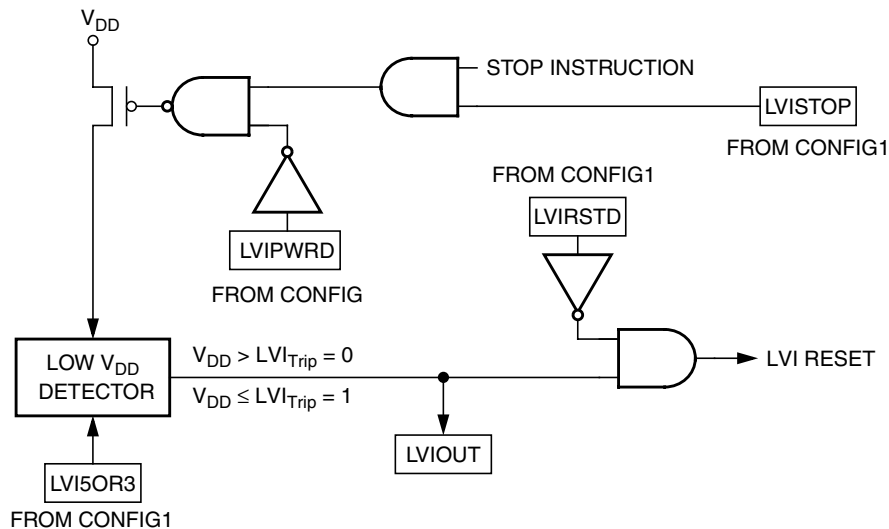 VDD
STOP INSTRUCTION
LVISTOP
FROM CONFIG1
FROM CONFIG1
LVIRSTD
LVIPWRD
FROM CONFIG
LOW VDD
DETECTOR
VDD > LVITrip = 0
VDD ≤ LVITrip = 1
LVI RESET
LVIOUT
LVI5OR3
FROM CONFIG1